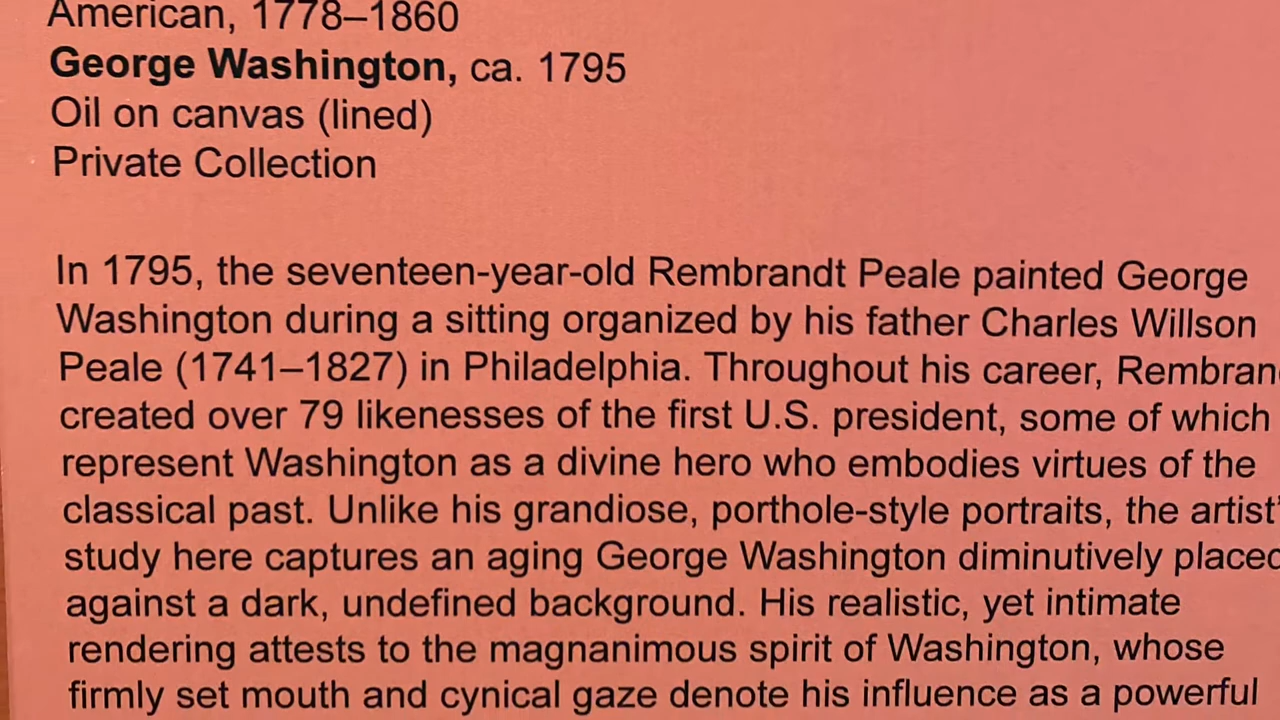 American, 1778–1860
George Washington, ca. 1795
Oil on canvas (lined)
Private Collection
In 1795, the seventeen-year-old Rembrandt Peale painted George
Washington during a sitting organized by his father Charles Willson
Peale (1741–1827) in Philadelphia. Throughout his career, Rembran
created over 79 likenesses of the first U.S. president, some of which
represent Washington as a divine hero who embodies virtues of the
classical past. Unlike his grandiose, porthole-style portraits, the artist'
study here captures an aging George Washington diminutively placed
against a dark, undefined background. His realistic, yet intimate
rendering attests to the magnanimous spirit of Washington, whose
firmly set mouth and cynical gaze denote his influence as a powerful